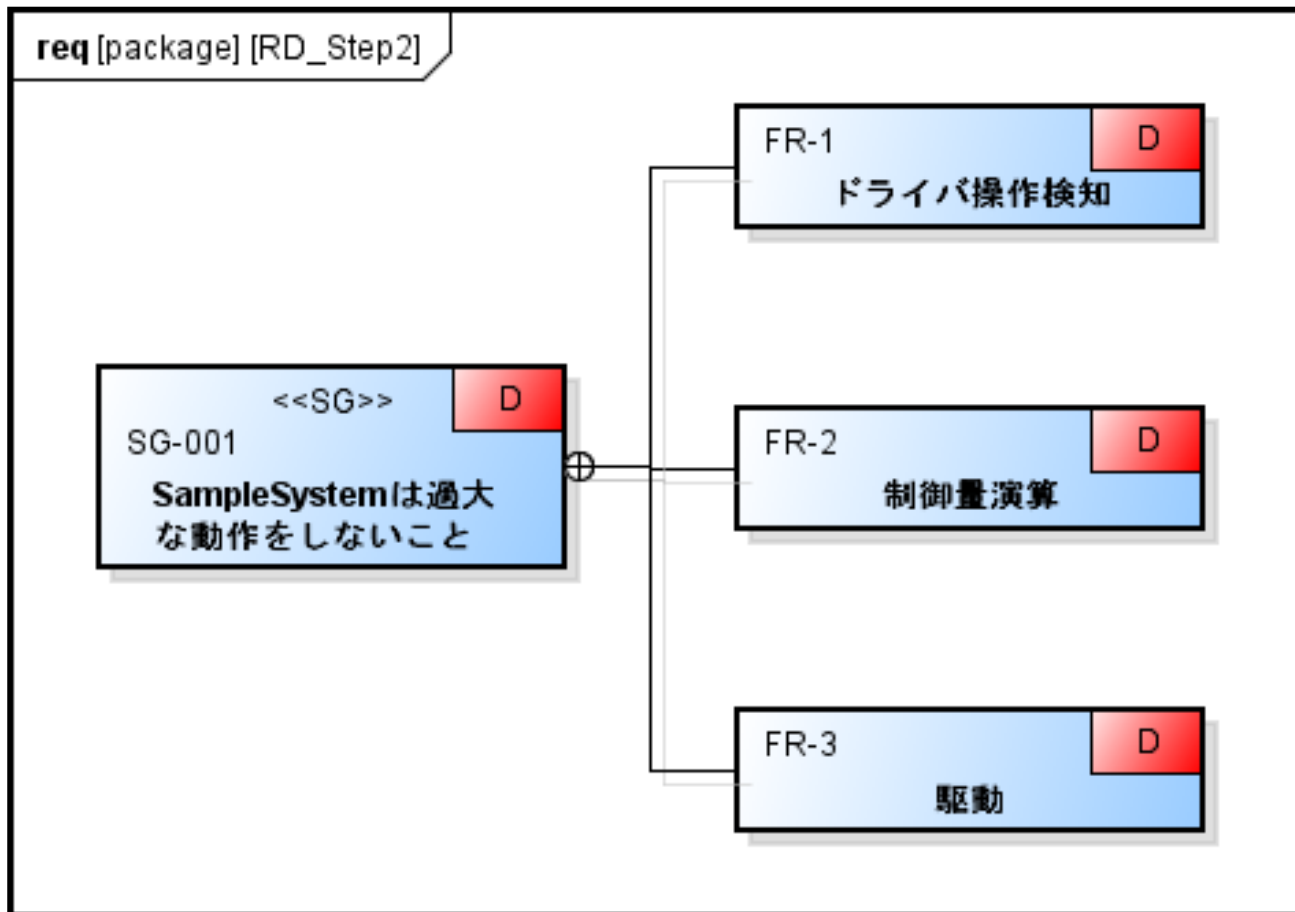 req [package] [RD_Step2]
FR-1
D
ドライバ操作検知
<<SG>>
D
SG-001
SampleSystemは過大
な動作をしないこと
FR-2
D
制御量演算
FR-3
D
駆動